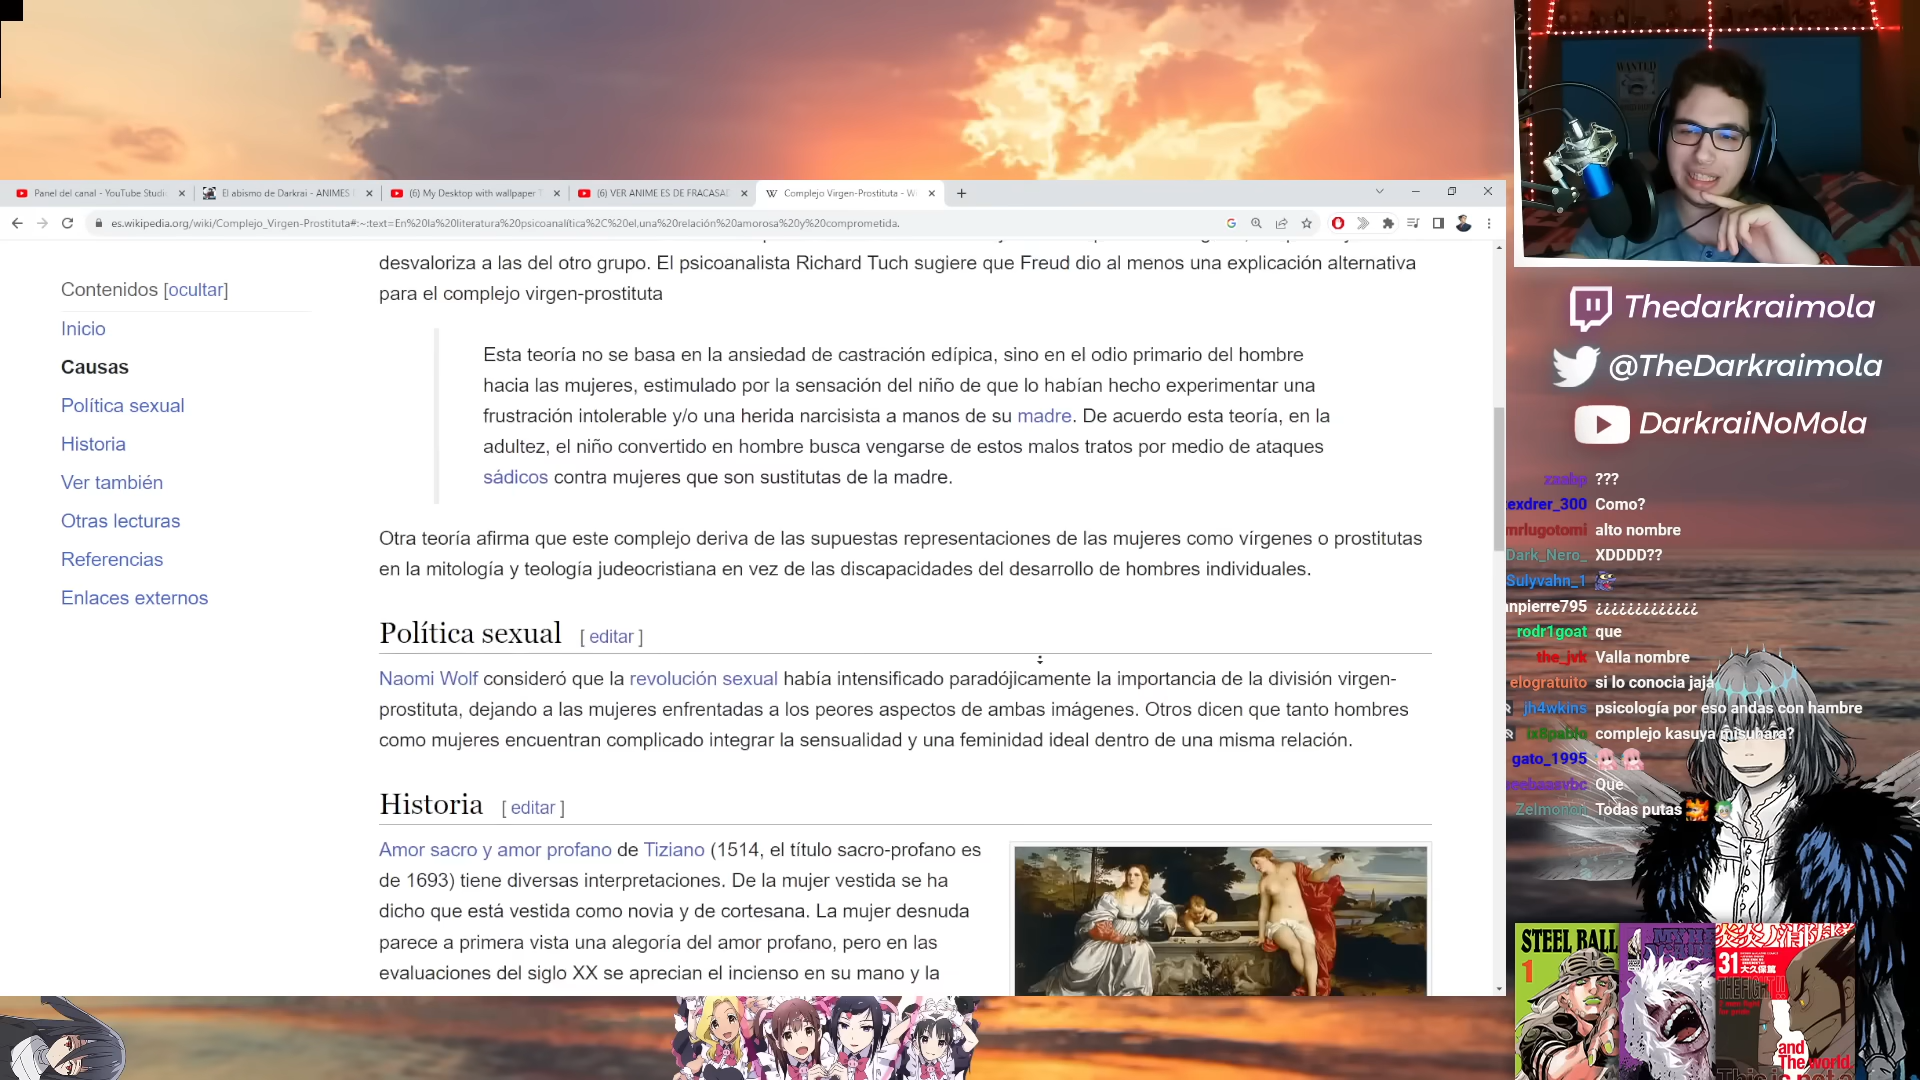 Panel del canal - YouTube Studi
El abismo de Darkrai - ANIMES
(6) My Desktop with wallpaper
(6) VER ANIME ES DE FRACASAD
Complejo Virgen-Prostituta - W
es.wikipedia.org/wiki/Complejo_Virgen-Prostituta#:~:text=En%20la%20literatura%20psicoanalítica%2C%20el,una%20relación%20amorosa%20y%20comprometida.
Contenidos [ocultar]
Inicio
Causas
Política sexual
Historia
Ver también
Otras lecturas
Referencias
Enlaces externos
desvaloriza a las del otro grupo. El psicoanalista Richard Tuch sugiere que Freud dio al menos una explicación alternativa
para el complejo virgen-prostituta
Esta teoría no se basa en la ansiedad de castración edípica, sino en el odio primario del hombre
hacia las mujeres, estimulado por la sensación del niño de que lo habían hecho experimentar una
frustración intolerable y/o una herida narcisista a manos de su madre. De acuerdo esta teoría, en la
adultez, el niño convertido en hombre busca vengarse de estos malos tratos por medio de ataques
sádicos contra mujeres que son sustitutas de la madre.
Otra teoría afirma que este complejo deriva de las supuestas representaciones de las mujeres como vírgenes o prostitutas
en la mitología y teología judeocristiana en vez de las discapacidades del desarrollo de hombres individuales.
Política sexual [ editar ]
Naomi Wolf consideró que la revolución sexual había intensificado paradójicamente la importancia de la división virgen-
prostituta, dejando a las mujeres enfrentadas a los peores aspectos de ambas imágenes. Otros dicen que tanto hombres
como mujeres encuentran complicado integrar la sensualidad y una feminidad ideal dentro de una misma relación.
Historia [ editar ]
Amor sacro y amor profano de Tiziano (1514, el título sacro-profano es
de 1693) tiene diversas interpretaciones. De la mujer vestida se ha
dicho que está vestida como novia y de cortesana. La mujer desnuda
parece a primera vista una alegoría del amor profano, pero en las
evaluaciones del siglo XX se aprecian el incienso en su mano y la
WANTED
Thedarkraimola
@TheDarkraimola
DarkraiNoMola
???
exdrer_300 Como?
mrlugotomi alto nombre
Dark_Nero_ XDDDD??
Sulyvahn_1
anpierre795 ¿¿¿¿¿¿¿¿¿¿¿¿¿
rodr1goat que
the_jvk Valla nombre
elogratuito si lo conocia jaja
jh4wkins psicología por eso andas con hambre
ix8pablo complejo kasuya misuhara?
gato_1995
Que
Zelmonon Todas putas
STEEL BALL
1
31
大久保篤
THE FIGHT!!
and
The world.